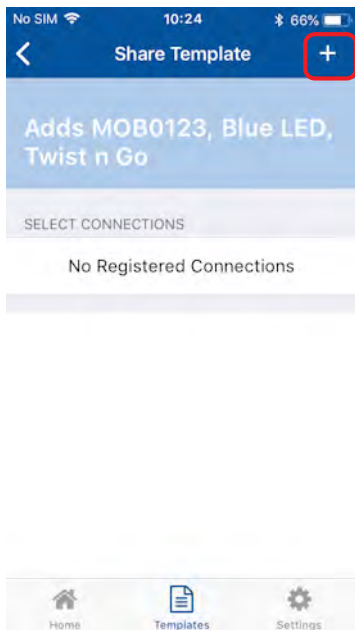 No SIM 10:24 66%
Share Template +
Adds MOB0123, Blue LED,
Twist n Go
SELECT CONNECTIONS
No Registered Connections
Home Templates Settings